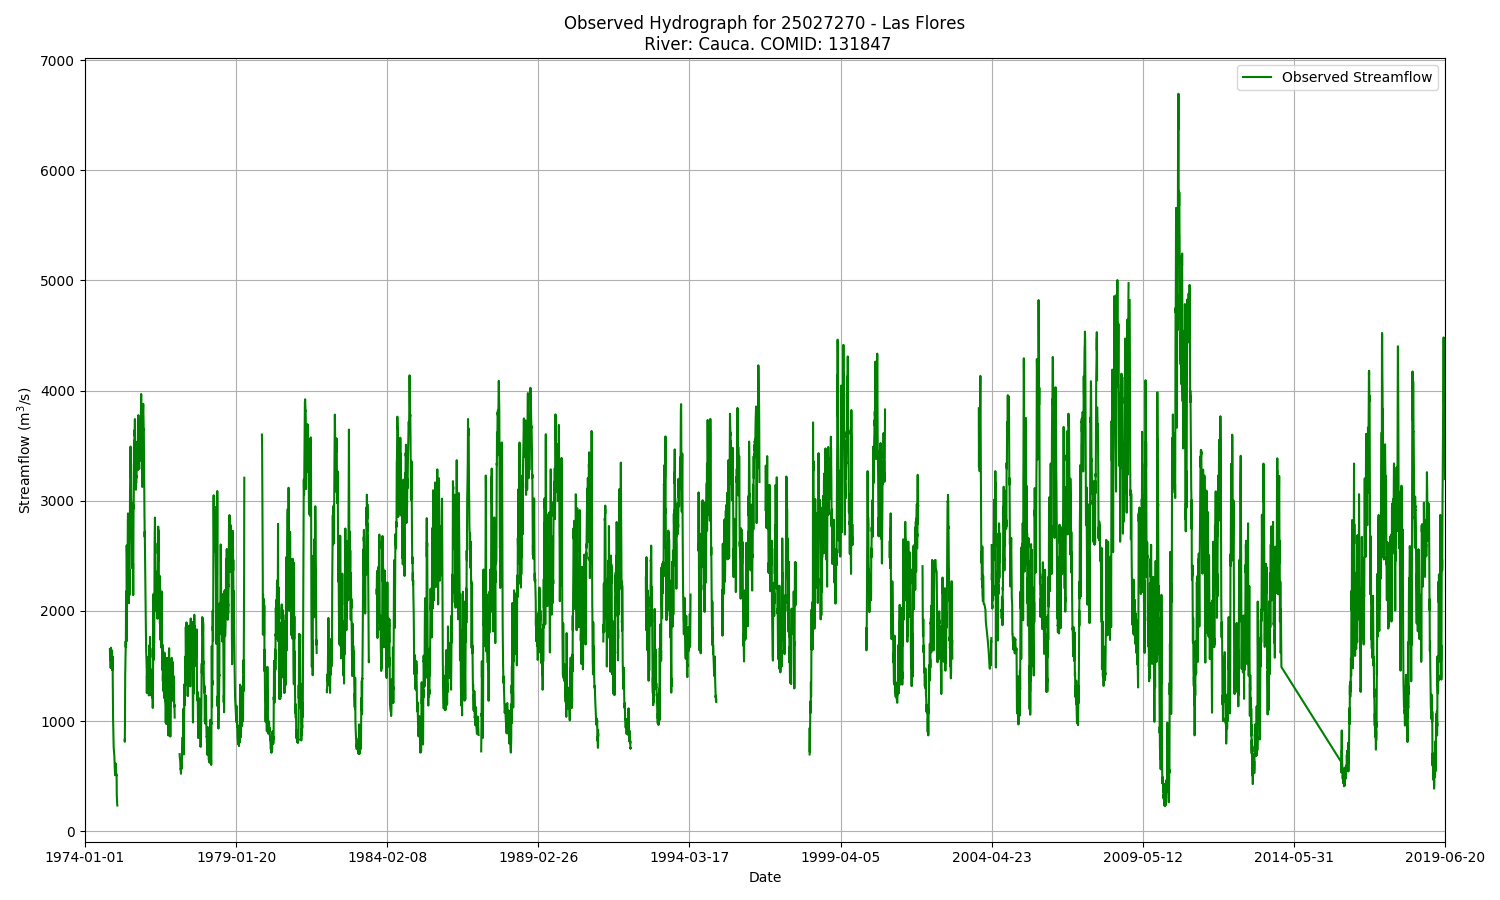 Observed Hydrograph for 25027270 - Las Flores
River: Cauca. COMID: 131847
Observed Streamflow
Streamflow (m³/s)
7000
6000
5000
4000
3000
2000
1000
0
1974-01-01 1979-01-20 1984-02-08 1989-02-26 1994-03-17 1999-04-05 2004-04-23 2009-05-12 2014-05-31 2019-06-20
Date